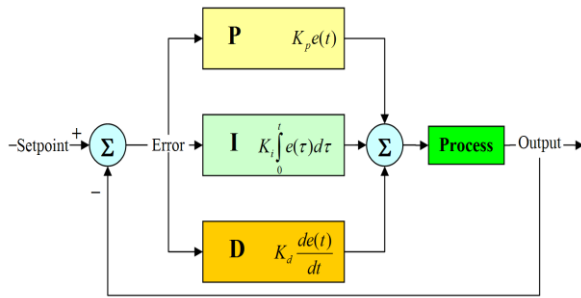 P K_p e(t)
–Setpoint + Σ Error I K_i ∫_0^t e(τ)dτ Σ Process Output
–
D K_d de(t)/dt